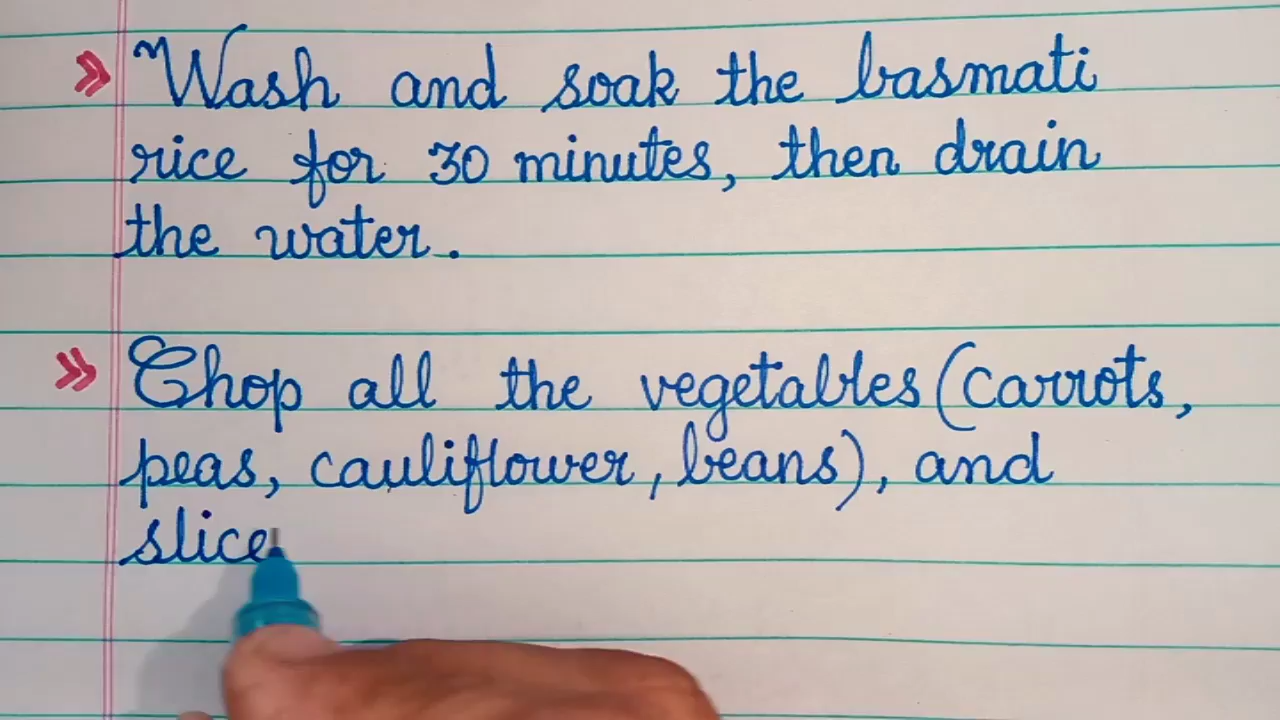 » Wash and soak the basmati
rice for 30 minutes, then drain
the water.
» Chop all the vegetables (carrots,
peas, cauliflower, beans), and
slice